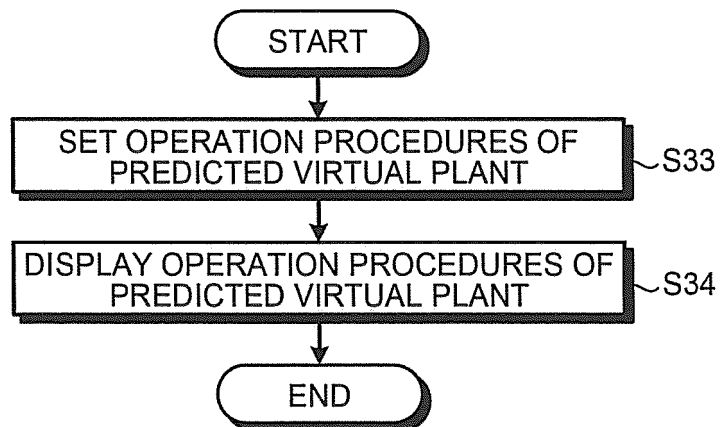 START
SET OPERATION PROCEDURES OF
PREDICTED VIRTUAL PLANT
S33
DISPLAY OPERATION PROCEDURES OF
PREDICTED VIRTUAL PLANT
S34
END